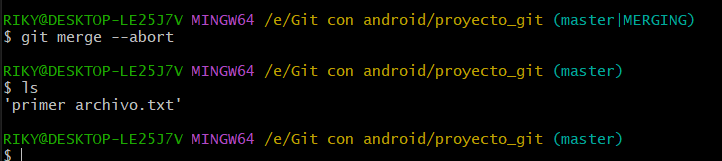 RIKY@DESKTOP-LE25J7V MINGW64 /e/Git con android/proyecto_git (master|MERGING)
$ git merge --abort
RIKY@DESKTOP-LE25J7V MINGW64 /e/Git con android/proyecto_git (master)
$ ls
'primer archivo.txt'
RIKY@DESKTOP-LE25J7V MINGW64 /e/Git con android/proyecto_git (master)
$